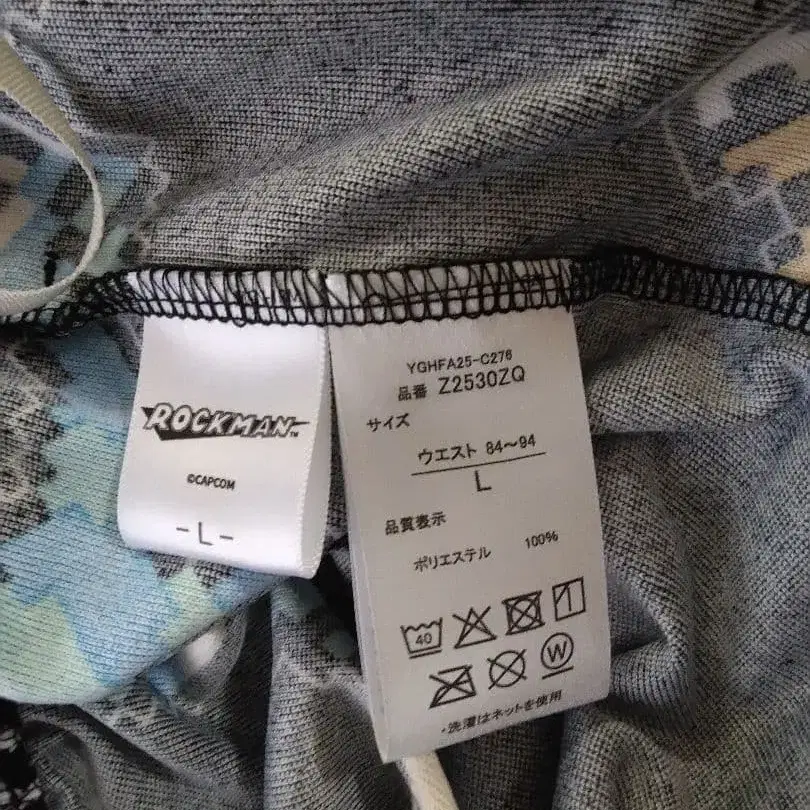 ROCKMAN™
©CAPCOM
-L-
YGHFA25-C276
品番 Z2530ZQ
サイズ
ウエスト 84〜94
L
品質表示
ポリエステル 100%
40
W
・洗濯はネットを使用